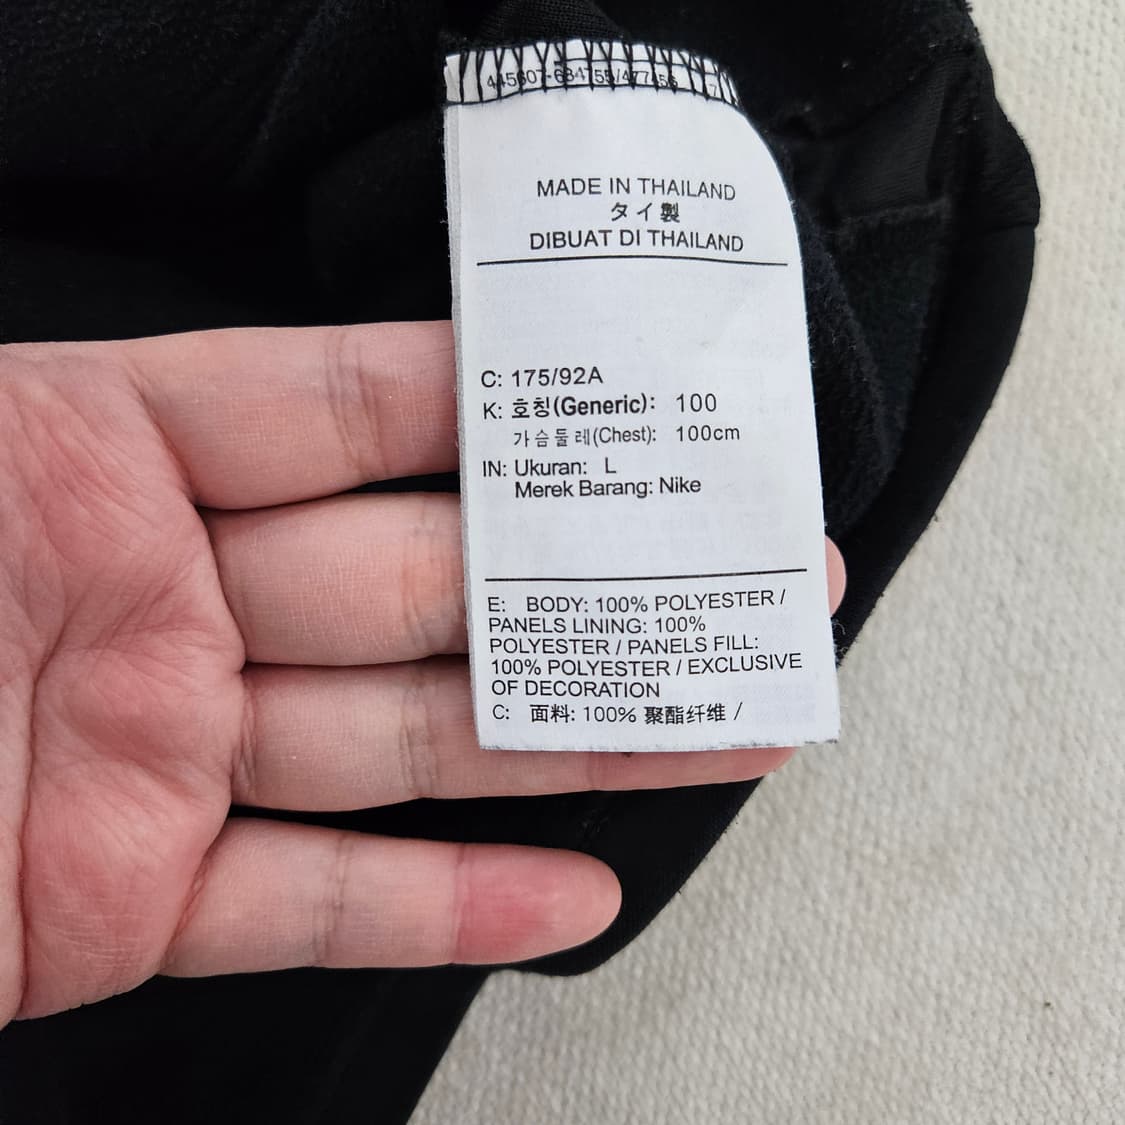 MADE IN THAILAND
タイ製
DIBUAT DI THAILAND
C: 175/92A
K: 호칭(Generic): 100
가슴둘레(Chest): 100cm
IN: Ukuran: L
Merek Barang: Nike
E: BODY: 100% POLYESTER /
PANELS LINING: 100%
POLYESTER / PANELS FILL:
100% POLYESTER / EXCLUSIVE
OF DECORATION
C: 面料: 100% 聚酯纤维 /